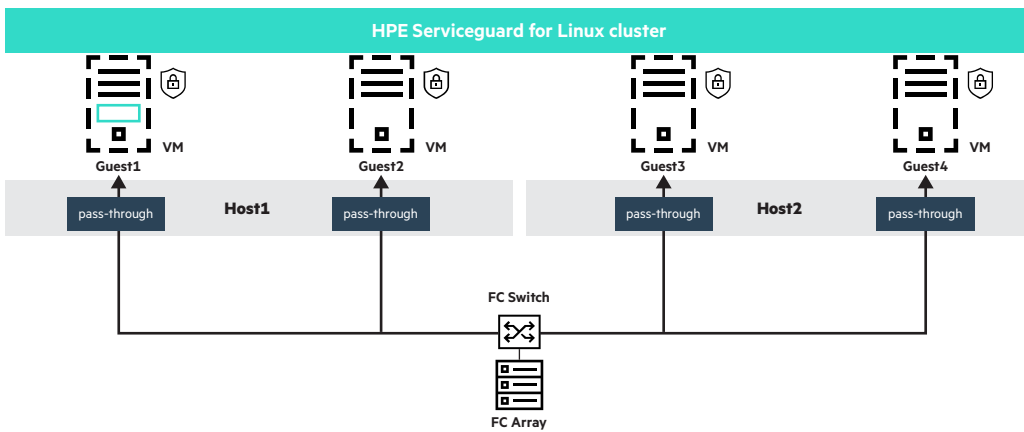 HPE Serviceguard for Linux cluster
VM
VM
VM
VM
Guest1
Guest2
Guest3
Guest4
pass-through
Host1
pass-through
pass-through
Host2
pass-through
FC Switch
FC Array